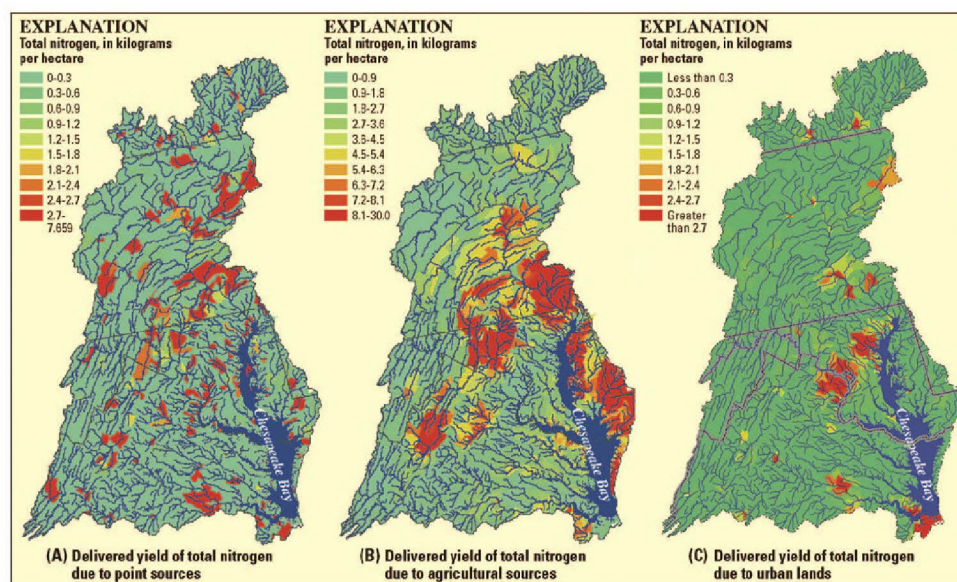 EXPLANATION
Total nitrogen, in kilograms
per hectare
0-0.3
0.3-0.6
0.6-0.9
0.9-1.2
1.2-1.5
1.5-1.8
1.8-2.1
2.1-2.4
2.4-2.7
2.7-
7.659
Chesapeake Bay
(A) Delivered yield of total nitrogen
due to point sources
EXPLANATION
Total nitrogen, in kilograms
per hectare
0-0.9
0.9-1.8
1.8-2.7
2.7-3.6
3.6-4.5
4.5-5.4
5.4-6.3
6.3-7.2
7.2-8.1
8.1-30.0
Chesapeake Bay
(B) Delivered yield of total nitrogen
due to agricultural sources
EXPLANATION
Total nitrogen, in kilograms
per hectare
Less than 0.3
0.3-0.6
0.6-0.9
0.9-1.2
1.2-1.5
1.5-1.8
1.8-2.1
2.1-2.4
2.4-2.7
Greater
than 2.7
Chesapeake Bay
(C) Delivered yield of total nitrogen
due to urban lands